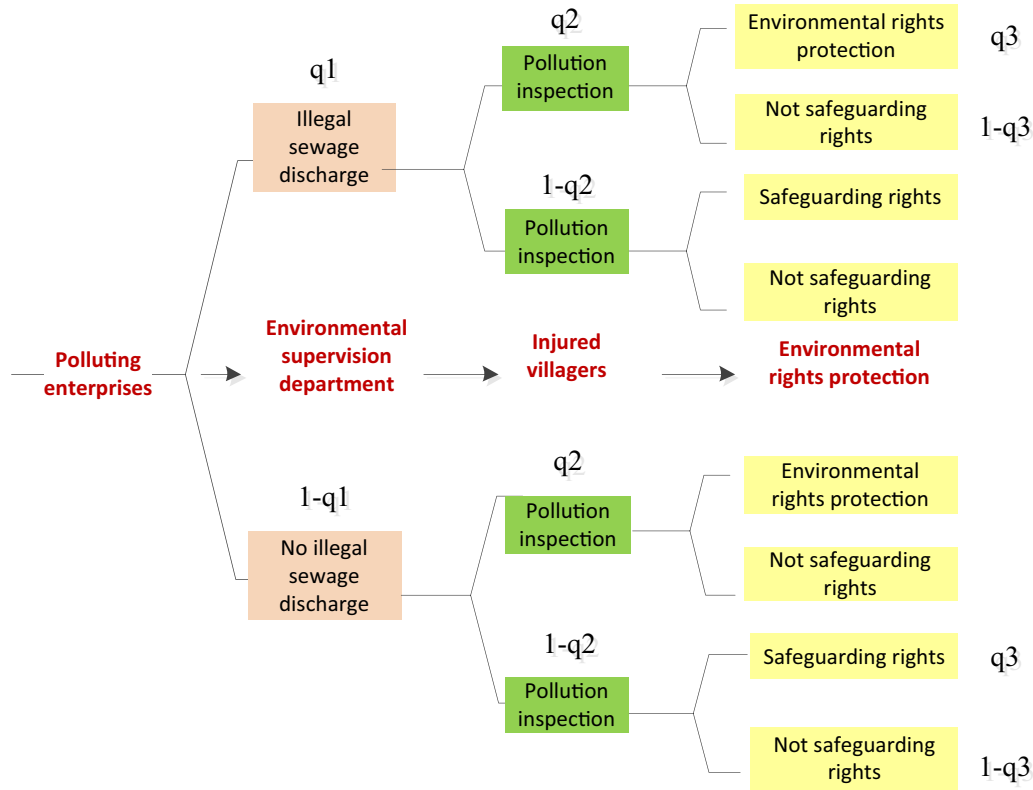 q1
Illegal
sewage
discharge
q2
Pollution
inspection
Environmental rights
protection
q3
Not safeguarding
rights
1-q3
1-q2
Pollution
inspection
Safeguarding rights
Not safeguarding
rights
Polluting
enterprises
Environmental
supervision
department
Injured
villagers
Environmental
rights protection
1-q1
No illegal
sewage
discharge
q2
Pollution
inspection
Environmental
rights protection
Not safeguarding
rights
1-q2
Pollution
inspection
Safeguarding rights
q3
Not safeguarding
rights
1-q3